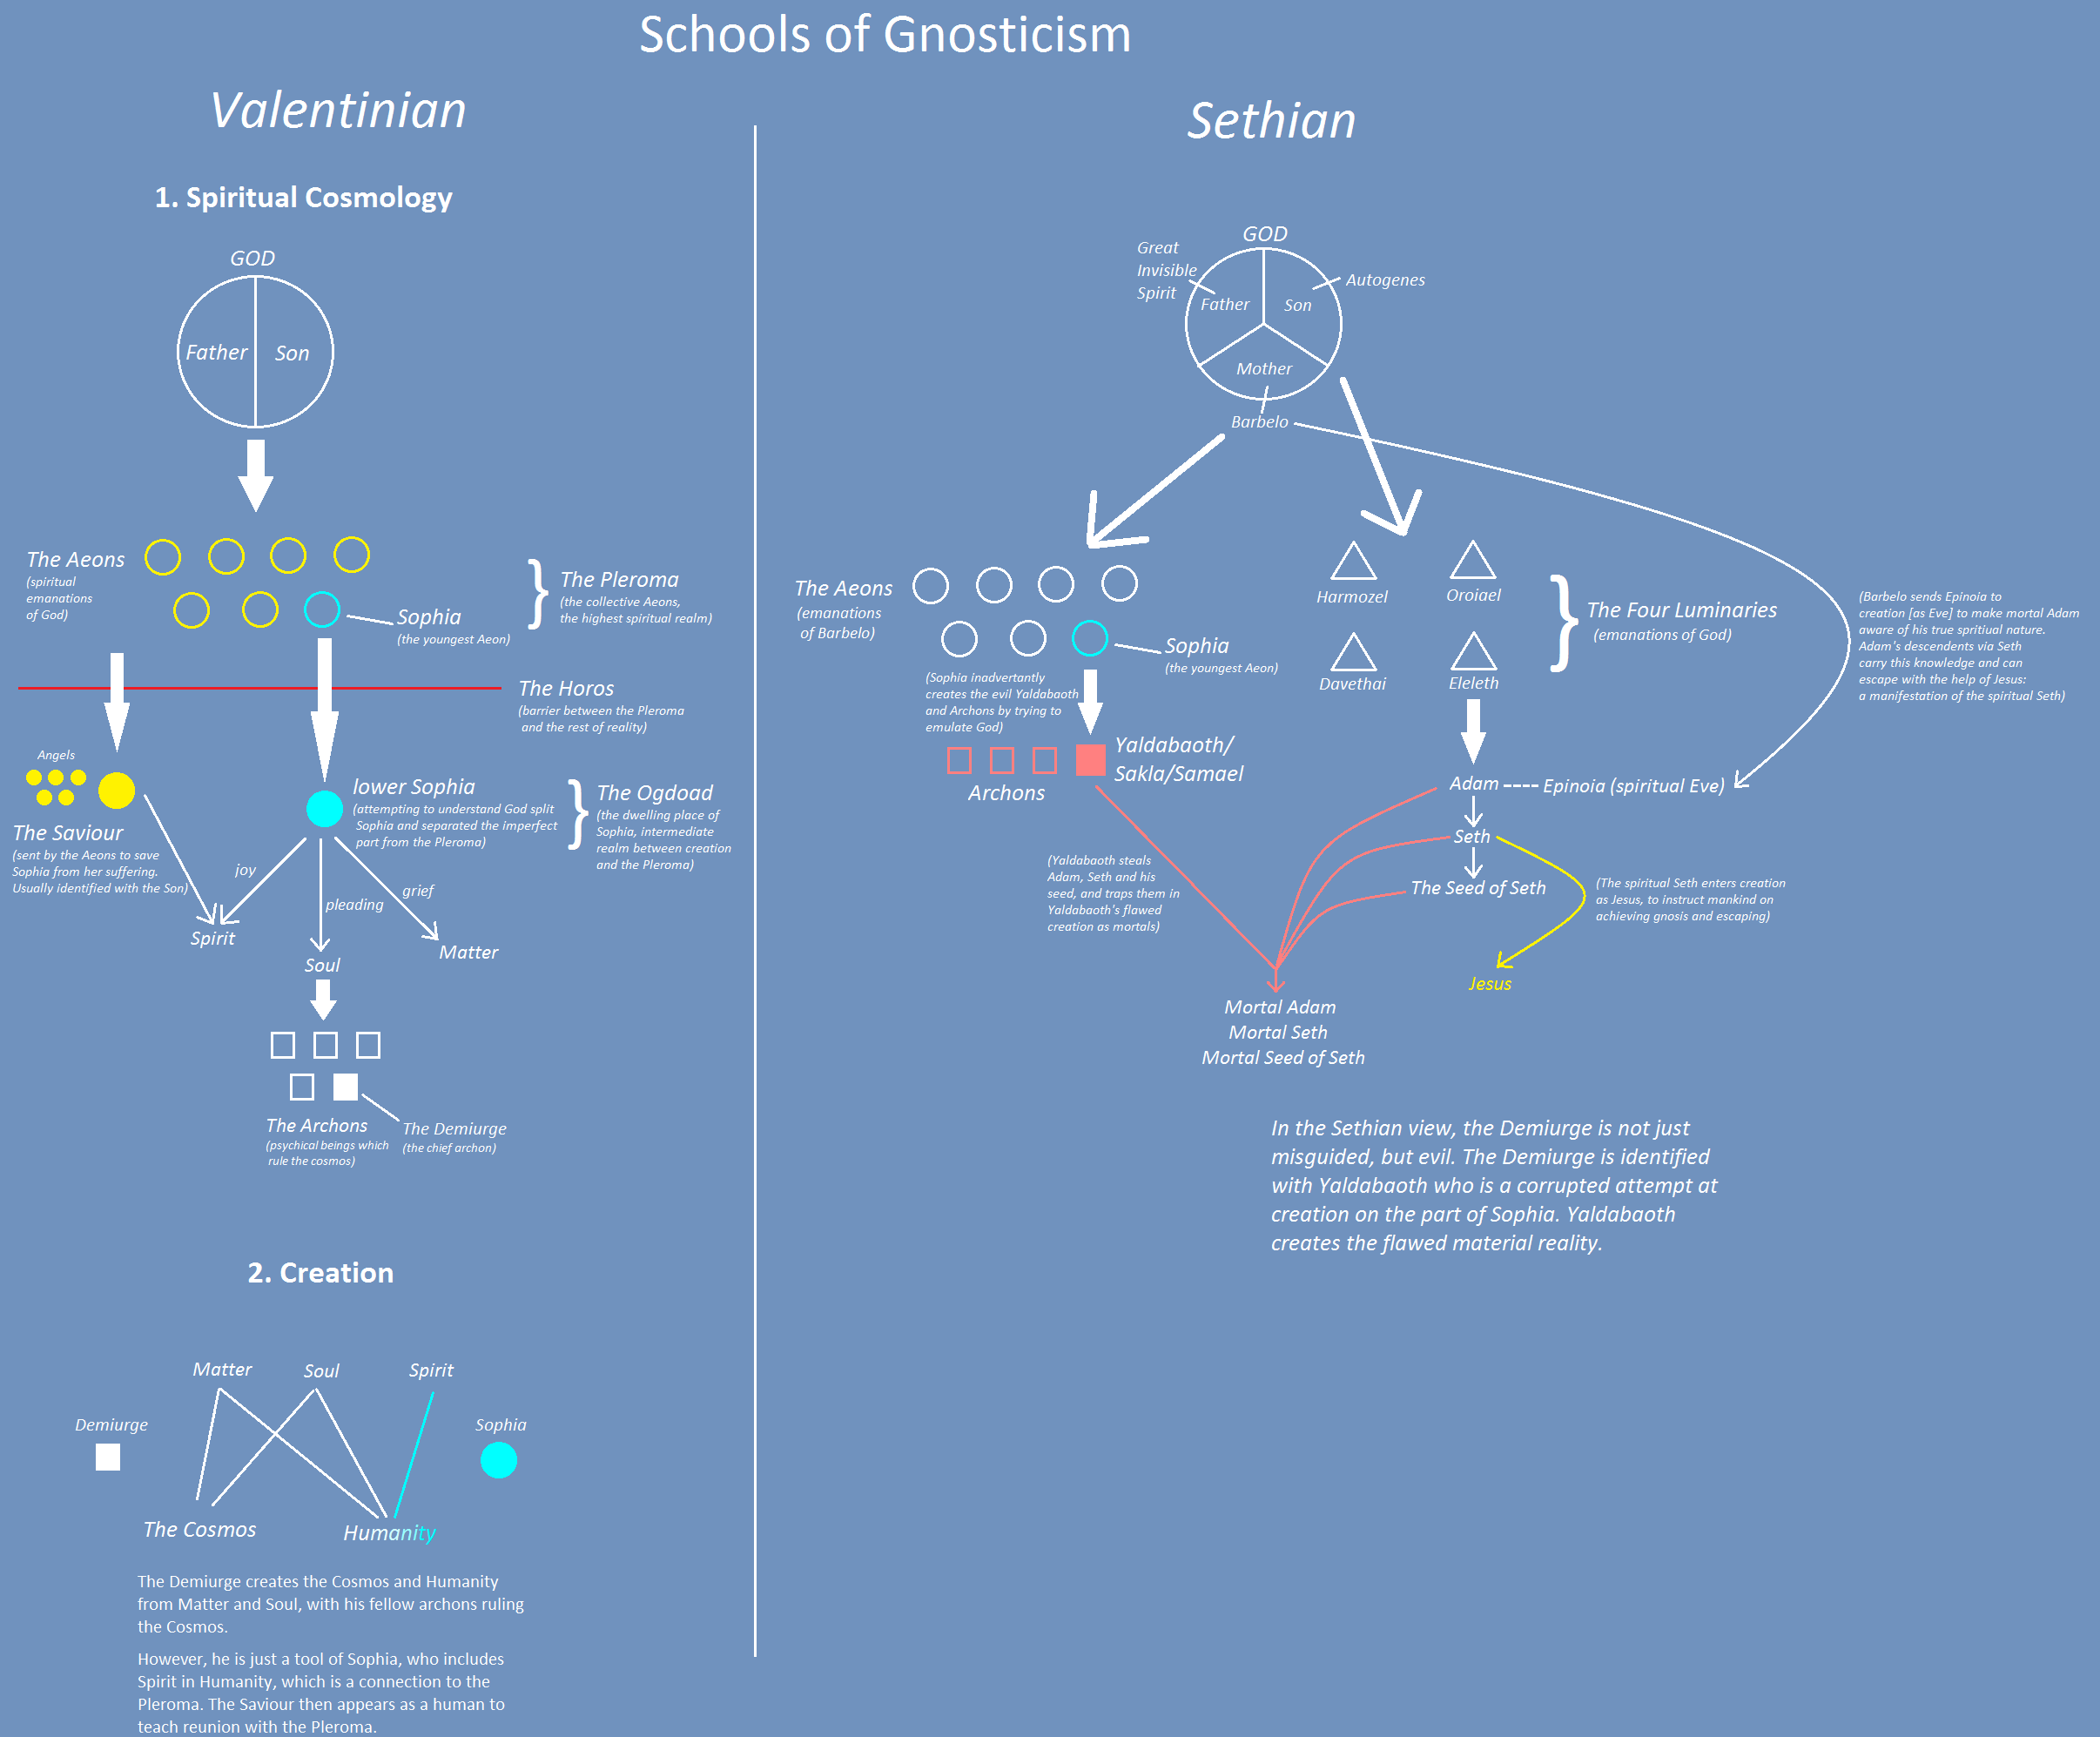 Schools of Gnosticism
Valentinian
1. Spiritual Cosmology
GOD
Father
Son
The Aeons
(spiritual
emanations
of God)
Sophia
(the youngest Aeon)
The Pleroma
(the collective Aeons,
the highest spiritual realm)
The Horos
(barrier between the Pleroma
and the rest of reality)
Angels
The Saviour
(sent by the Aeons to save
Sophia from her suffering.
Usually identified with the Son)
lower Sophia
(attempting to understand God split
Sophia and separated the imperfect
part from the Pleroma)
The Ogdoad
(the dwelling place of
Sophia, intermediate
realm between creation
and the Pleroma)
joy
pleading
grief
Spirit
Soul
Matter
The Archons
(psychical beings which
rule the cosmos)
The Demiurge
(the chief archon)
2. Creation
Matter
Soul
Spirit
Demiurge
Sophia
The Cosmos
Humanity
The Demiurge creates the Cosmos and Humanity
from Matter and Soul, with his fellow archons ruling
the Cosmos.
However, he is just a tool of Sophia, who includes
Spirit in Humanity, which is a connection to the
Pleroma. The Saviour then appears as a human to
teach reunion with the Pleroma.
Sethian
GOD
Great
Invisible
Spirit
Father
Son
Autogenes
Mother
Barbelo
The Aeons
(emanations
of Barbelo)
Sophia
(the youngest Aeon)
(Sophia inadvertantly
creates the evil Yaldabaoth
and Archons by trying to
emulate God)
Archons
Yaldabaoth/
Sakla/Samael
Harmozel
Oroiael
Davethai
Eleleth
The Four Luminaries
(emanations of God)
(Barbelo sends Epinoia to
creation [as Eve] to make mortal Adam
aware of his true spritiual nature.
Adam's descendents via Seth
carry this knowledge and can
escape with the help of Jesus:
a manifestation of the spiritual Seth)
Adam
Epinoia (spiritual Eve)
Seth
The Seed of Seth
(Yaldabaoth steals
Adam, Seth and his
seed, and traps them in
Yaldabaoth's flawed
creation as mortals)
(The spiritual Seth enters creation
as Jesus, to instruct mankind on
achieving gnosis and escaping)
Jesus
Mortal Adam
Mortal Seth
Mortal Seed of Seth
In the Sethian view, the Demiurge is not just
misguided, but evil. The Demiurge is identified
with Yaldabaoth who is a corrupted attempt at
creation on the part of Sophia. Yaldabaoth
creates the flawed material reality.